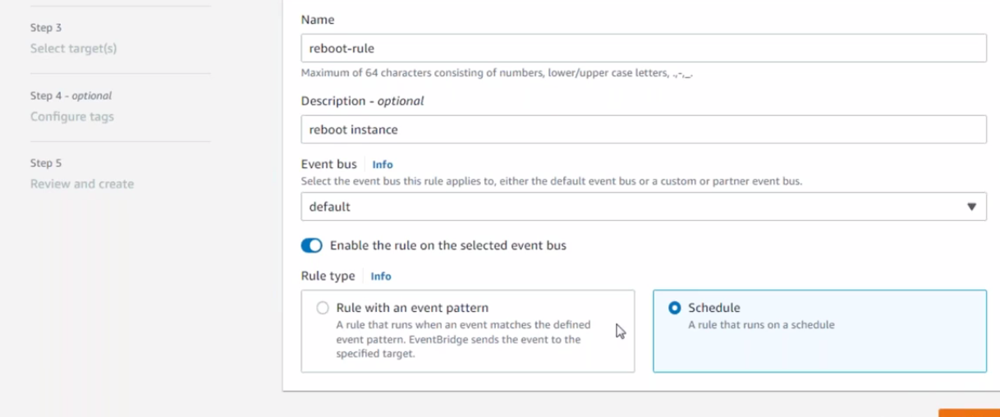 Step 3
Select target(s)
Step 4 - optional
Configure tags
Step 5
Review and create
Name
reboot-rule
Maximum of 64 characters consisting of numbers, lower/upper case letters, .,-,_.
Description - optional
reboot instance
Event bus Info
Select the event bus this rule applies to, either the default event bus or a custom or partner event bus.
default
Enable the rule on the selected event bus
Rule type Info
Rule with an event pattern
A rule that runs when an event matches the defined
event pattern. EventBridge sends the event to the
specified target.
Schedule
A rule that runs on a schedule